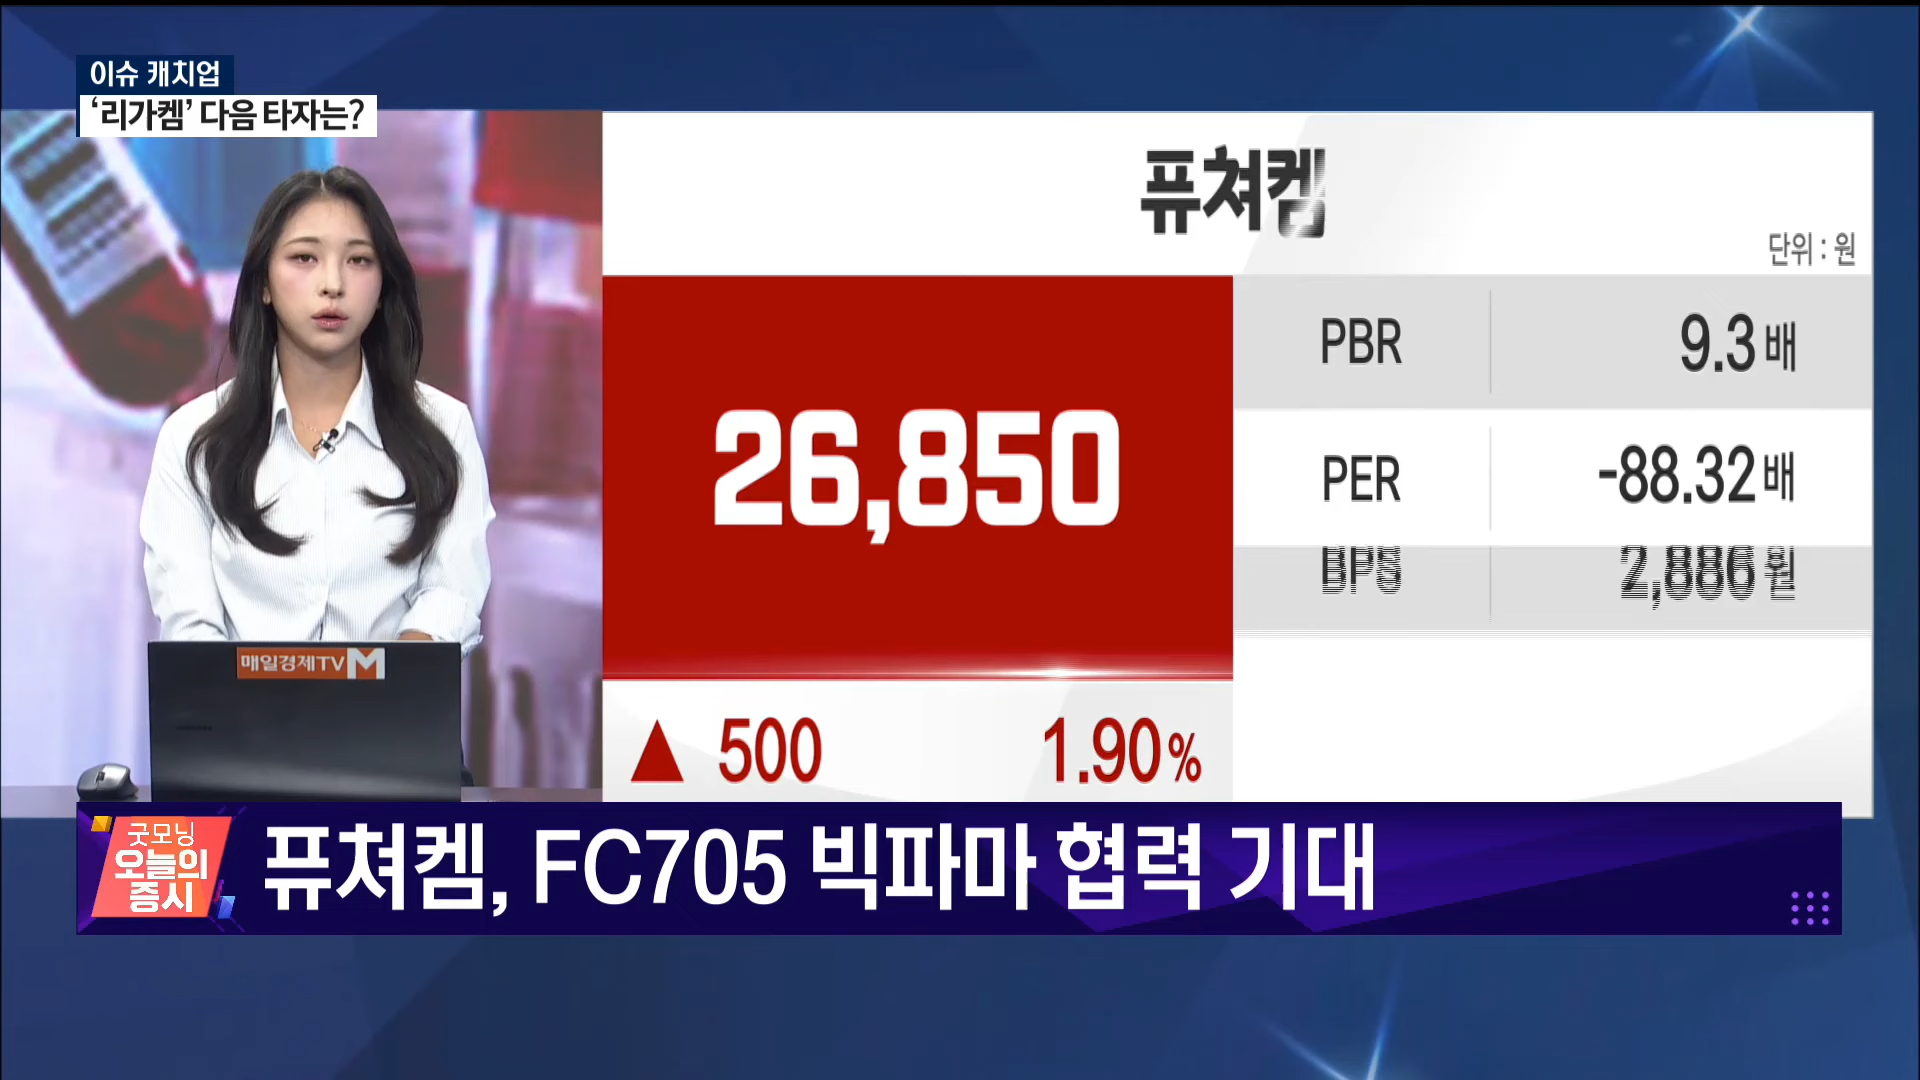 이슈 캐치업
‘리가켐’ 다음 타자는?
퓨쳐켐
단위 : 원
26,850
PBR 9.3 배
PER -88.32 배
BPS 2,886 원
▲ 500 1.90%
매일경제TV M
굿모닝
오늘의
증시
퓨쳐켐, FC705 빅파마 협력 기대